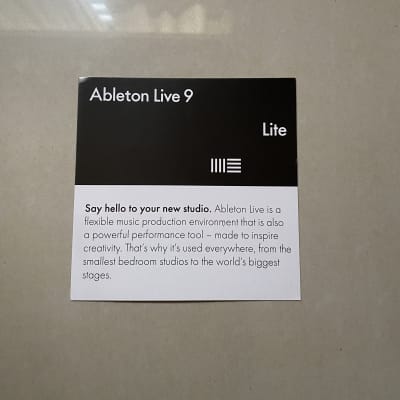 Ableton Live 9
Lite
Say hello to your new studio. Ableton Live is a
flexible music production environment that is also
a powerful performance tool – made to inspire
creativity. That's why it's used everywhere, from the
smallest bedroom studios to the world's biggest
stages.